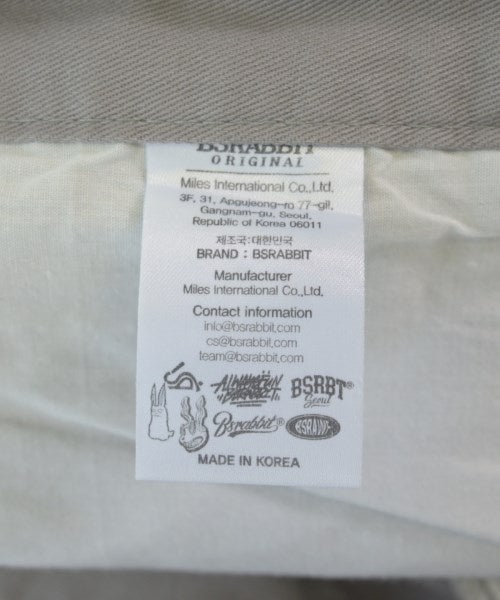 BSRABBIT
ORIGINAL
Miles International Co.,Ltd.
3F, 31, Apgujeong-ro 77-gil,
Gangnam-gu, Seoul,
Republic of Korea 06011
제조국:대한민국
BRAND : BSRABBIT
Manufacturer
Miles International Co.,Ltd.
Contact information
info@bsrabbit.com
cs@bsrabbit.com
team@bsrabbit.com
BSRBT®
Seoul
Bsrabbit®
MADE IN KOREA